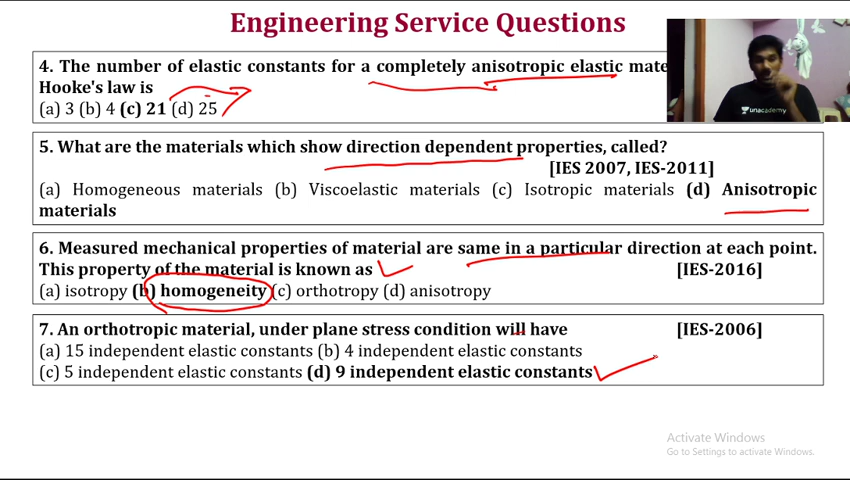 Engineering Service Questions
4. The number of elastic constants for a completely anisotropic elastic
Hooke's law is
(a) 3 (b) 4 (c) 21 (d) 25
unacademy
5. What are the materials which show direction dependent properties, called?
[IES 2007, IES-2011]
(a) Homogeneous materials (b) Viscoelastic materials (c) Isotropic materials (d) Anisotropic
materials
6. Measured mechanical properties of material are same in a particular direction at each point.
This property of the material is known as [IES-2016]
(a) isotropy (b) homogeneity (c) orthotropy (d) anisotropy
7. An orthotropic material, under plane stress condition will have [IES-2006]
(a) 15 independent elastic constants (b) 4 independent elastic constants
(c) 5 independent elastic constants (d) 9 independent elastic constants
Activate Windows
Go to Settings to activate Windows.